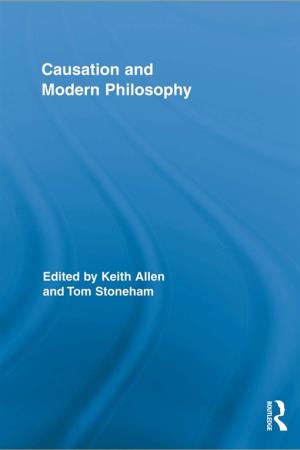 Causation and
Modern Philosophy
Edited by Keith Allen
and Tom Stoneham
ROUTLEDGE